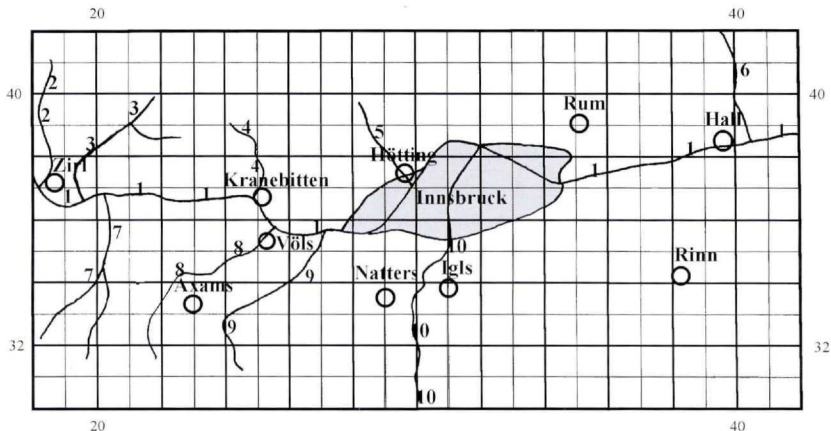 20 40
6
40 40
2
Rum
2 3 4 Hall
3 5 1 1
Hötting
Zirl 4 1
Kranebitten
1 1 1 Innsbruck
7 1
8 Völs 10
Rinn
7 8 9 Natters Igls
Axams
9 10
32 32
10
20 40